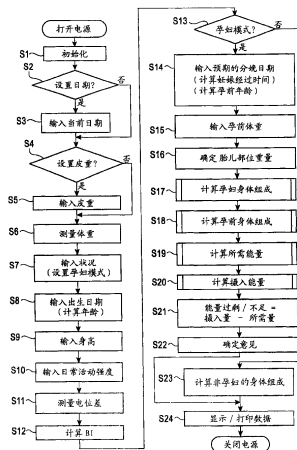 打开电源
S1
初始化
S2
设置日期?
否
是
S3
输入当前日期
S4
设置皮重?
否
是
S5
输入皮重
S6
测量体重
S7
输入状况
(设置孕妇模式)
S8
输入出生日期
(计算年龄)
S9
输入身高
S10
输入日常活动强度
S11
测量电位差
S12
计算BI
S13
孕妇模式?
否
是
S14
输入预期的分娩日期
(计算妊娠经过时间)
(计算孕前年龄)
S15
输入孕前体重
S16
确定胎儿部位重量
S17
计算孕妇身体组成
S18
计算孕前身体组成
S19
计算所需能量
S20
计算摄入能量
S21
能量过剩/不足=
摄入量-所需量
S22
确定意见
S23
计算非孕妇的身体组成
S24
显示/打印数据
关闭电源